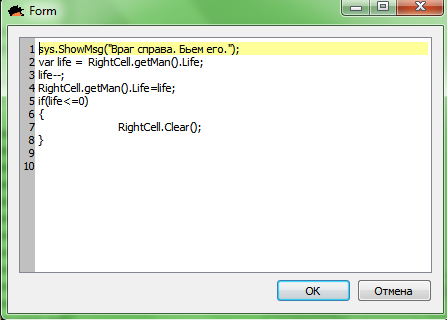 Form
1 sys.ShowMsg("Враг справа. Бьем его.");
2 var life = RightCell.getMan().Life;
3 life--;
4 RightCell.getMan().Life=life;
5 if(life<=0)
6 {
7 RightCell.Clear();
8 }
9
10
OK Отмена